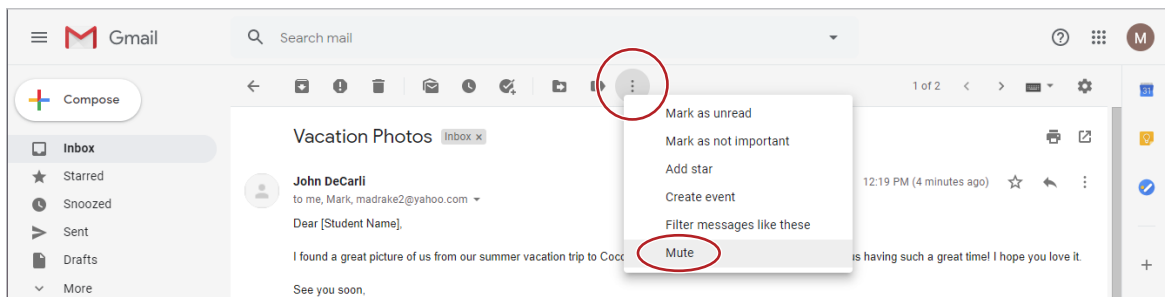 Gmail
Search mail
M
Compose
1 of 2
31
Mark as unread
Vacation Photos Inbox x
Mark as not important
Inbox
Add star
Starred
John DeCarli
12:19 PM (4 minutes ago)
to me, Mark, madrake2@yahoo.com
Create event
Snoozed
Dear [Student Name],
Filter messages like these
Sent
Mute
I found a great picture of us from our summer vacation trip to Coco
us having such a great time! I hope you love it.
Drafts
More
See you soon,